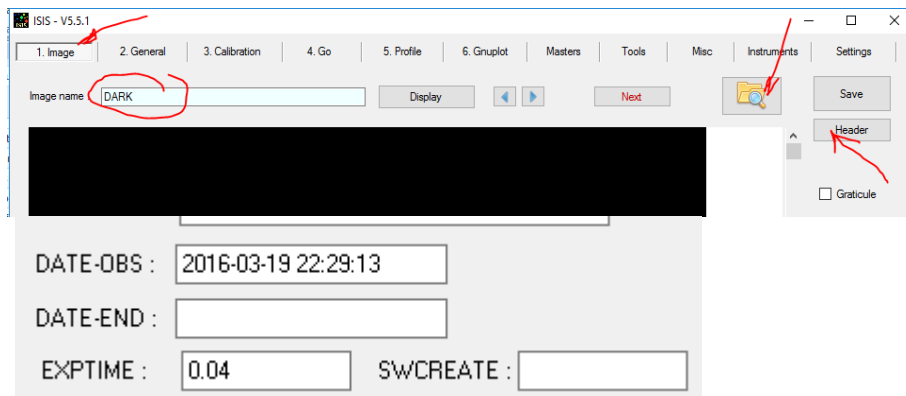 ISIS - V5.5.1
1. Image 2. General 3. Calibration 4. Go 5. Profile 6. Gnuplot Masters Tools Misc Instruments Settings
Image name : DARK Display Next Save
Header
Graticule
DATE-OBS : 2016-03-19 22:29:13
DATE-END :
EXPTIME : 0.04 SWCREATE :